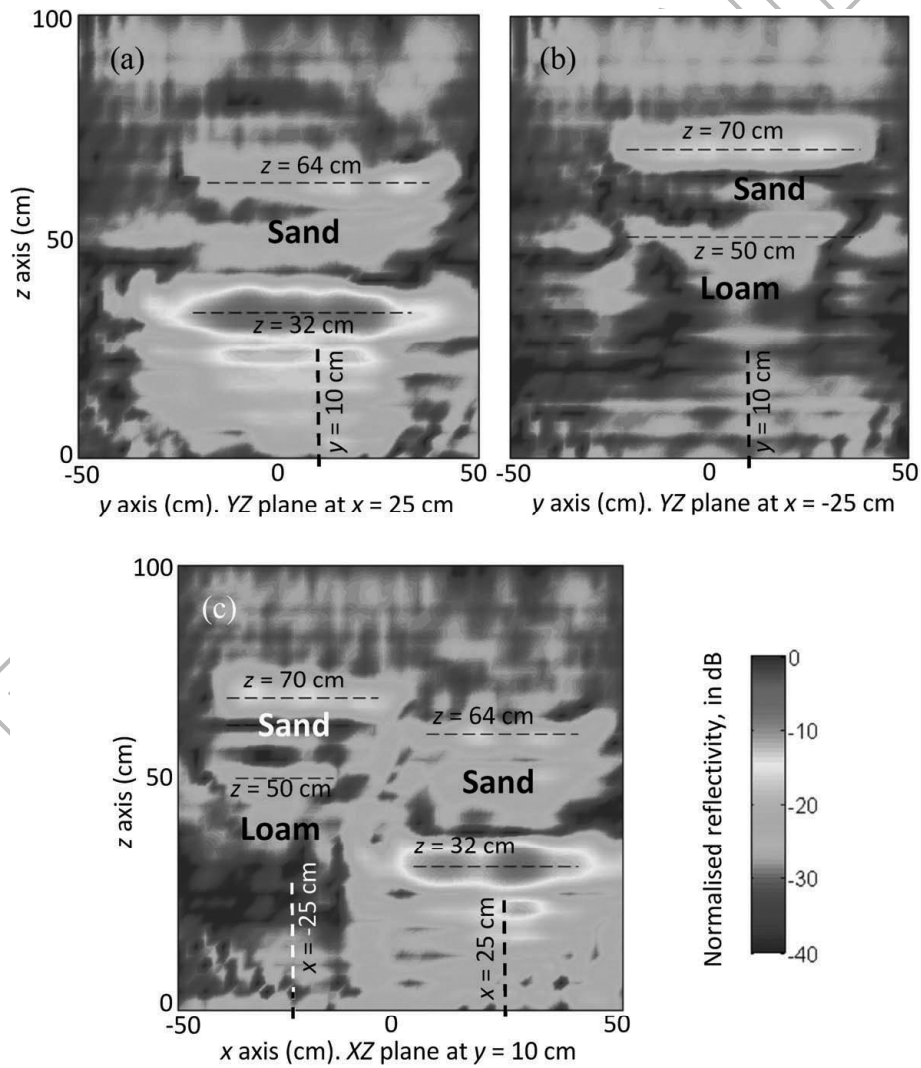 100
(a)
z = 64 cm
Sand
50
z axis (cm)
z = 32 cm
y = 10 cm
0
-50
0
50
y axis (cm). YZ plane at x = 25 cm
(b)
z = 70 cm
Sand
z = 50 cm
Loam
y = 10 cm
-50
0
50
y axis (cm). YZ plane at x = -25 cm
100
(c)
z = 70 cm
Sand
z = 64 cm
50
z = 50 cm
Sand
z axis (cm)
Loam
z = 32 cm
x = -25 cm
x = 25 cm
0
-50
0
50
x axis (cm). XZ plane at y = 10 cm
Normalised reflectivity, in dB
0
-10
-20
-30
-40